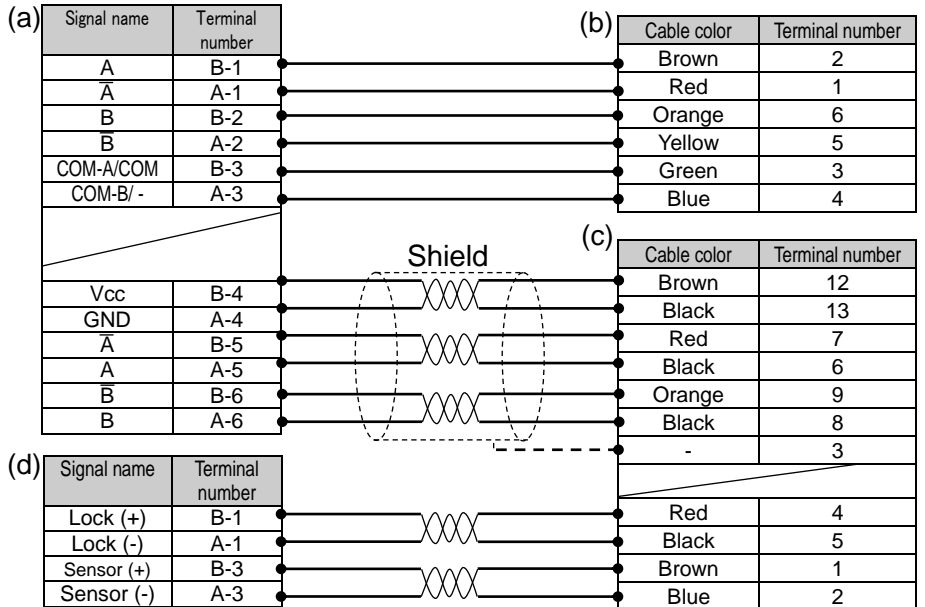 (a)
Signal name Terminal number
A B-1
A̅ A-1
B B-2
B̅ A-2
COM-A/COM B-3
COM-B/ - A-3
Vcc B-4
GND A-4
A̅ B-5
A A-5
B̅ B-6
B A-6
(b)
Cable color Terminal number
Brown 2
Red 1
Orange 6
Yellow 5
Green 3
Blue 4
Shield
(c)
Cable color Terminal number
Brown 12
Black 13
Red 7
Black 6
Orange 9
Black 8
- 3
Red 4
Black 5
Brown 1
Blue 2
(d)
Signal name Terminal number
Lock (+) B-1
Lock (-) A-1
Sensor (+) B-3
Sensor (-) A-3